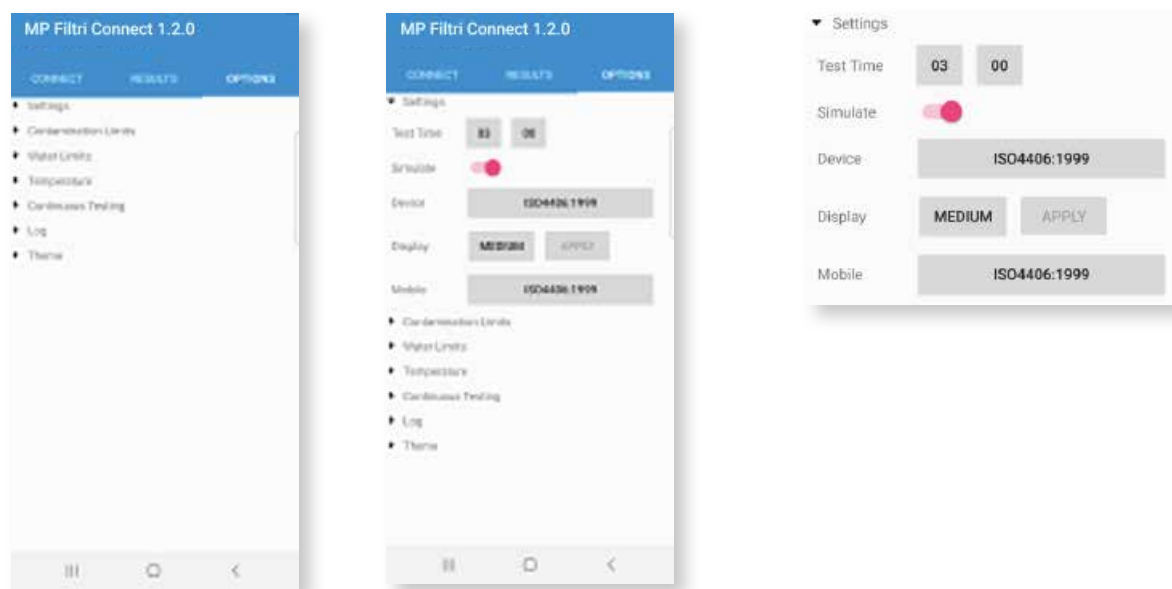 MP Filtri Connect 1.2.0
CONNECT RESULTS OPTIONS
Settings
Contamination Limits
Water Limits
Temperature
Continuous Testing
Log
Theme
MP Filtri Connect 1.2.0
CONNECT RESULTS OPTIONS
Settings
Test Time 03 00
Simulate
Device ISO4406:1999
Display MEDIUM APPLY
Mobile ISO4406:1999
Contamination Limits
Water Limits
Temperature
Continuous Testing
Log
Theme
Settings
Test Time 03 00
Simulate
Device ISO4406:1999
Display MEDIUM APPLY
Mobile ISO4406:1999